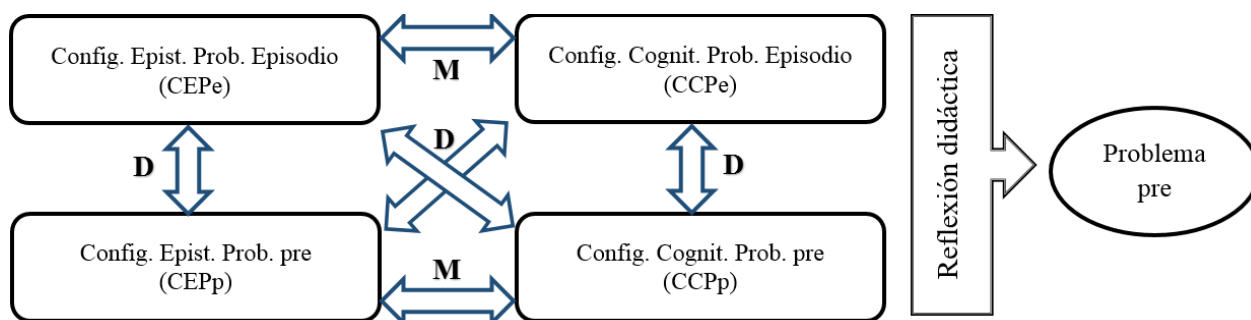 Config. Epist. Prob. Episodio
(CEPe)
M
Config. Cognit. Prob. Episodio
(CCPe)
D
D
D
Config. Epist. Prob. pre
(CEPp)
M
Config. Cognit. Prob. pre
(CCPp)
Reflexión didáctica
Problema
pre